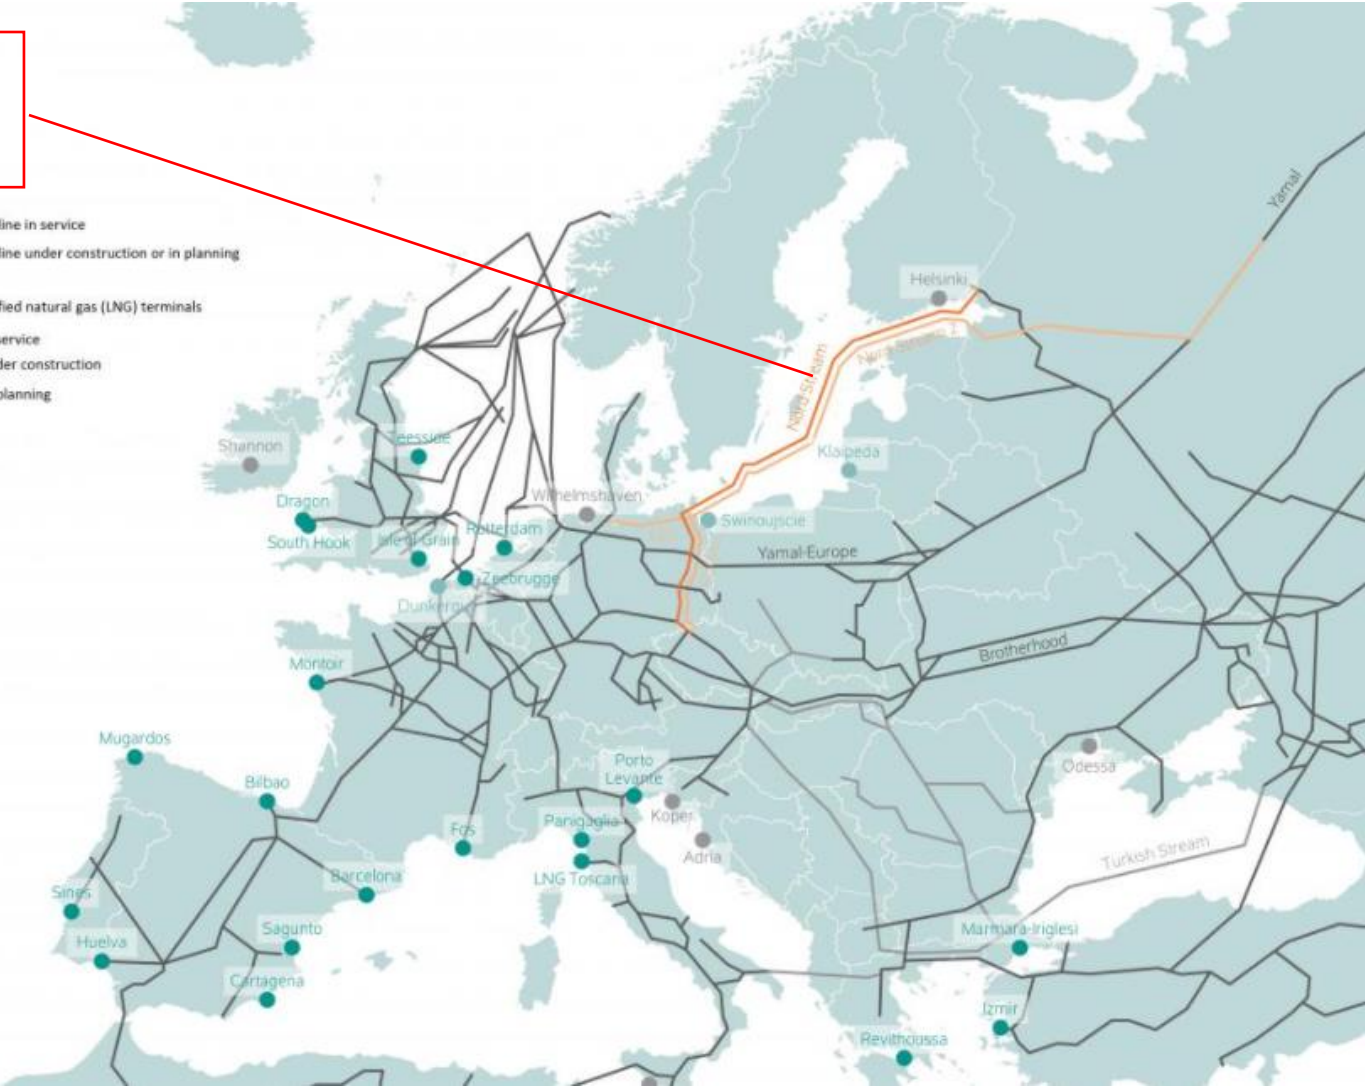 line in service
line under construction or in planning
fied natural gas (LNG) terminals
service
der construction
planning
Yamal
Helsinki
Nord Stream
Nord Stream 2
Shannon
Teesside
Klaipeda
Dragon
Wilhelmshaven
Swinoujscie
South Hook
Isle of Grain
Rotterdam
Yamal-Europe
Zeebrugge
Brotherhood
Montoir
Mugardos
Bilbao
Porto
Levante
Odessa
Koper
Fos
Panigaglia
Adria
Turkish Stream
LNG Toscana
Barcelona
Sines
Sagunto
Marmara-Iriglesi
Huelva
Cartagena
Izmir
Revithoussa